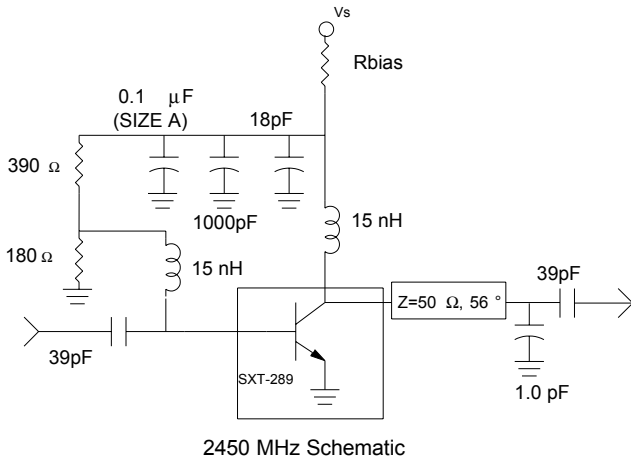 Vs
Rbias
0.1 μF
(SIZE A)
18pF
390 Ω
1000pF
15 nH
180 Ω
15 nH
39pF
Z=50 Ω, 56 °
39pF
SXT-289
1.0 pF
2450 MHz Schematic